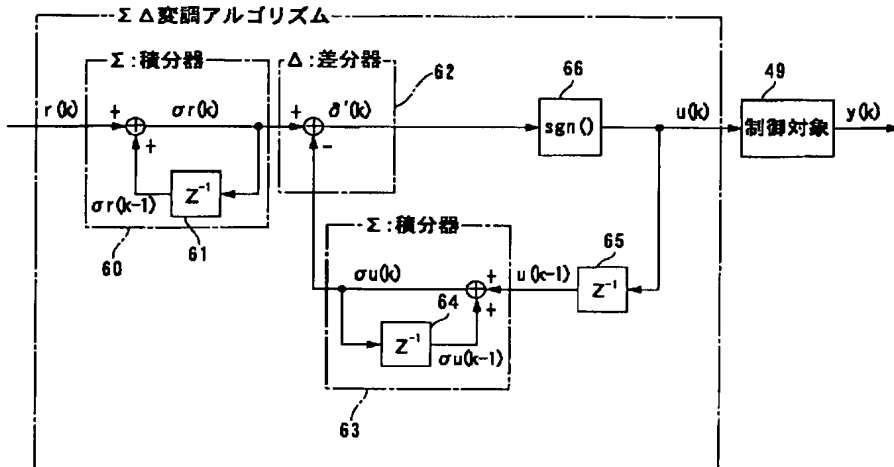 ΣΔ変調アルゴリズム
Σ:積分器
Δ:差分器
62
66
49
r(k)
+
σr(k)
+
δ'(k)
sgn()
u(k)
制御対象
y(k)
+
−
Z⁻¹
σr(k-1)
61
60
Σ:積分器
65
σu(k)
+
u(k-1)
Z⁻¹
64
+
Z⁻¹
σu(k-1)
63